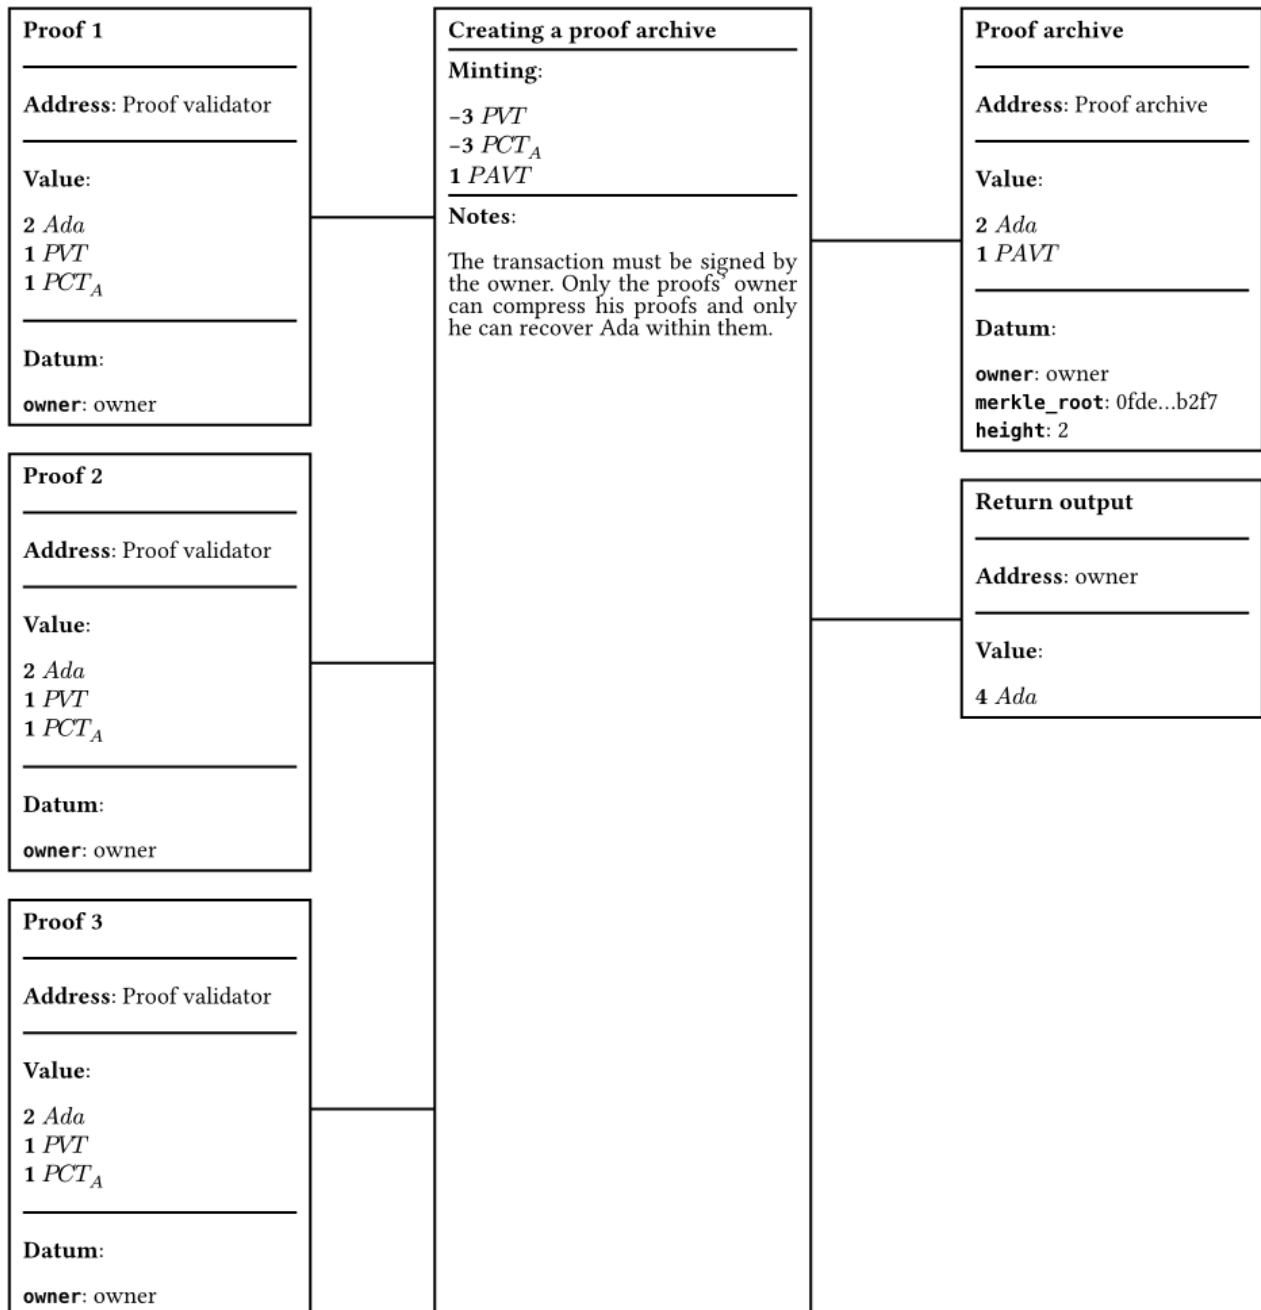 Proof 1
Address: Proof validator
Value:
2 Ada
1 PVT
1 PCT_A
Datum:
owner: owner
Proof 2
Address: Proof validator
Value:
2 Ada
1 PVT
1 PCT_A
Datum:
owner: owner
Proof 3
Address: Proof validator
Value:
2 Ada
1 PVT
1 PCT_A
Datum:
owner: owner
Creating a proof archive
Minting:
–3 PVT
–3 PCT_A
1 PAVT
Notes:
The transaction must be signed by
the owner. Only the proofs’ owner
can compress his proofs and only
he can recover Ada within them.
Proof archive
Address: Proof archive
Value:
2 Ada
1 PAVT
Datum:
owner: owner
merkle_root: 0fde…b2f7
height: 2
Return output
Address: owner
Value:
4 Ada